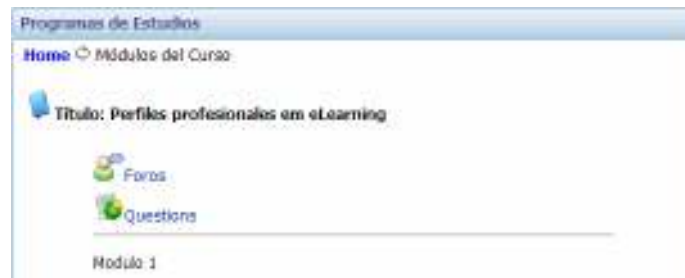 Programas de Estudios
Home Módulos del Curso
Título: Perfiles profesionales em eLearning
Foros
Questions
Modulo 1